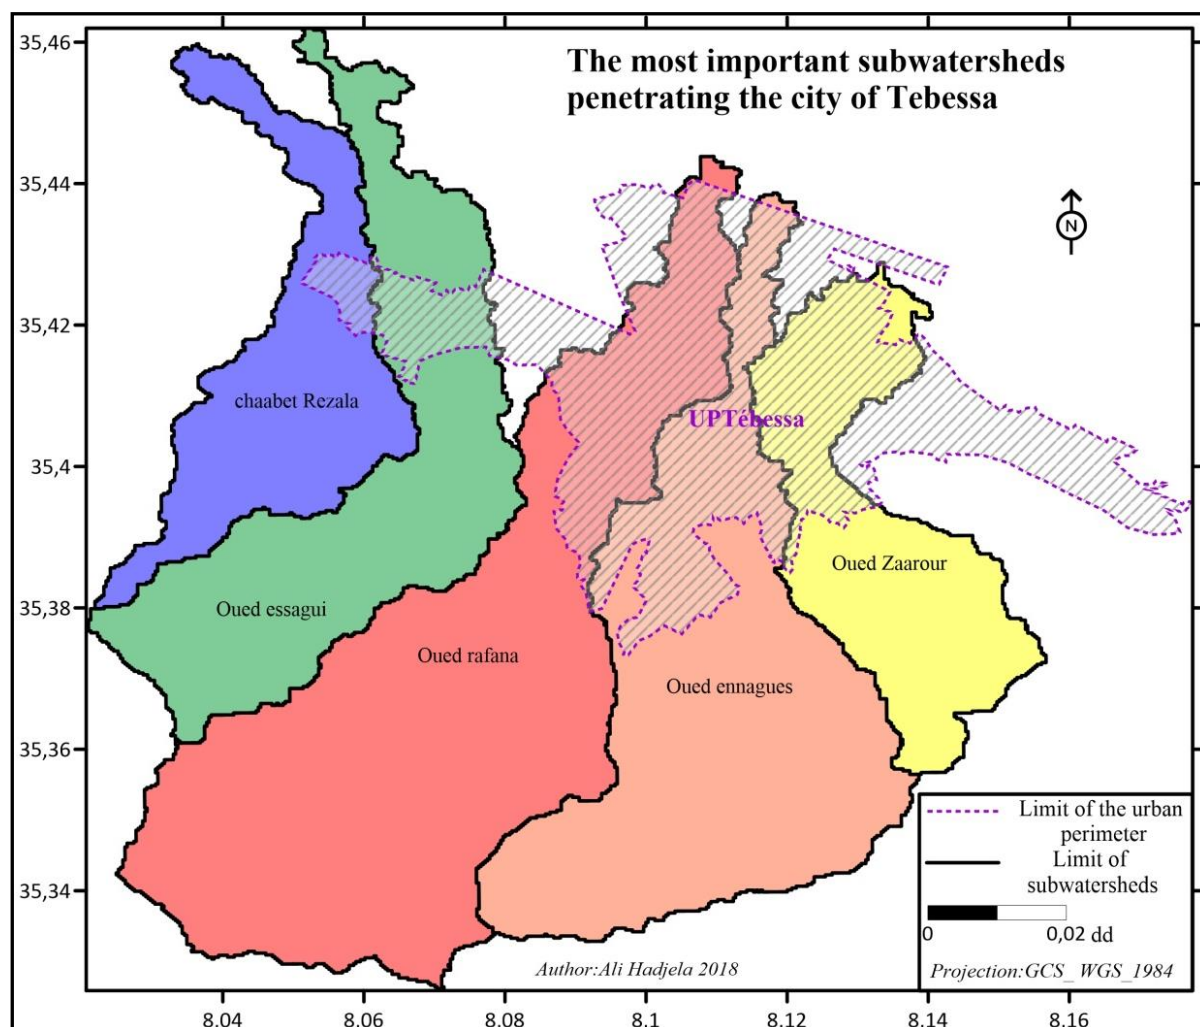 The most important subwatersheds
penetrating the city of Tebessa
35,46
35,44
35,42
35,4
35,38
35,36
35,34
N
chaabet Rezala
UPTébessa
Oued essagui
Oued rafana
Oued ennagues
Oued Zaarour
Limit of the urban
perimeter
Limit of
subwatersheds
0
0,02 dd
Author:Ali Hadjela 2018
Projection:GCS_WGS_1984
8.04
8.06
8.08
8.1
8.12
8.14
8.16